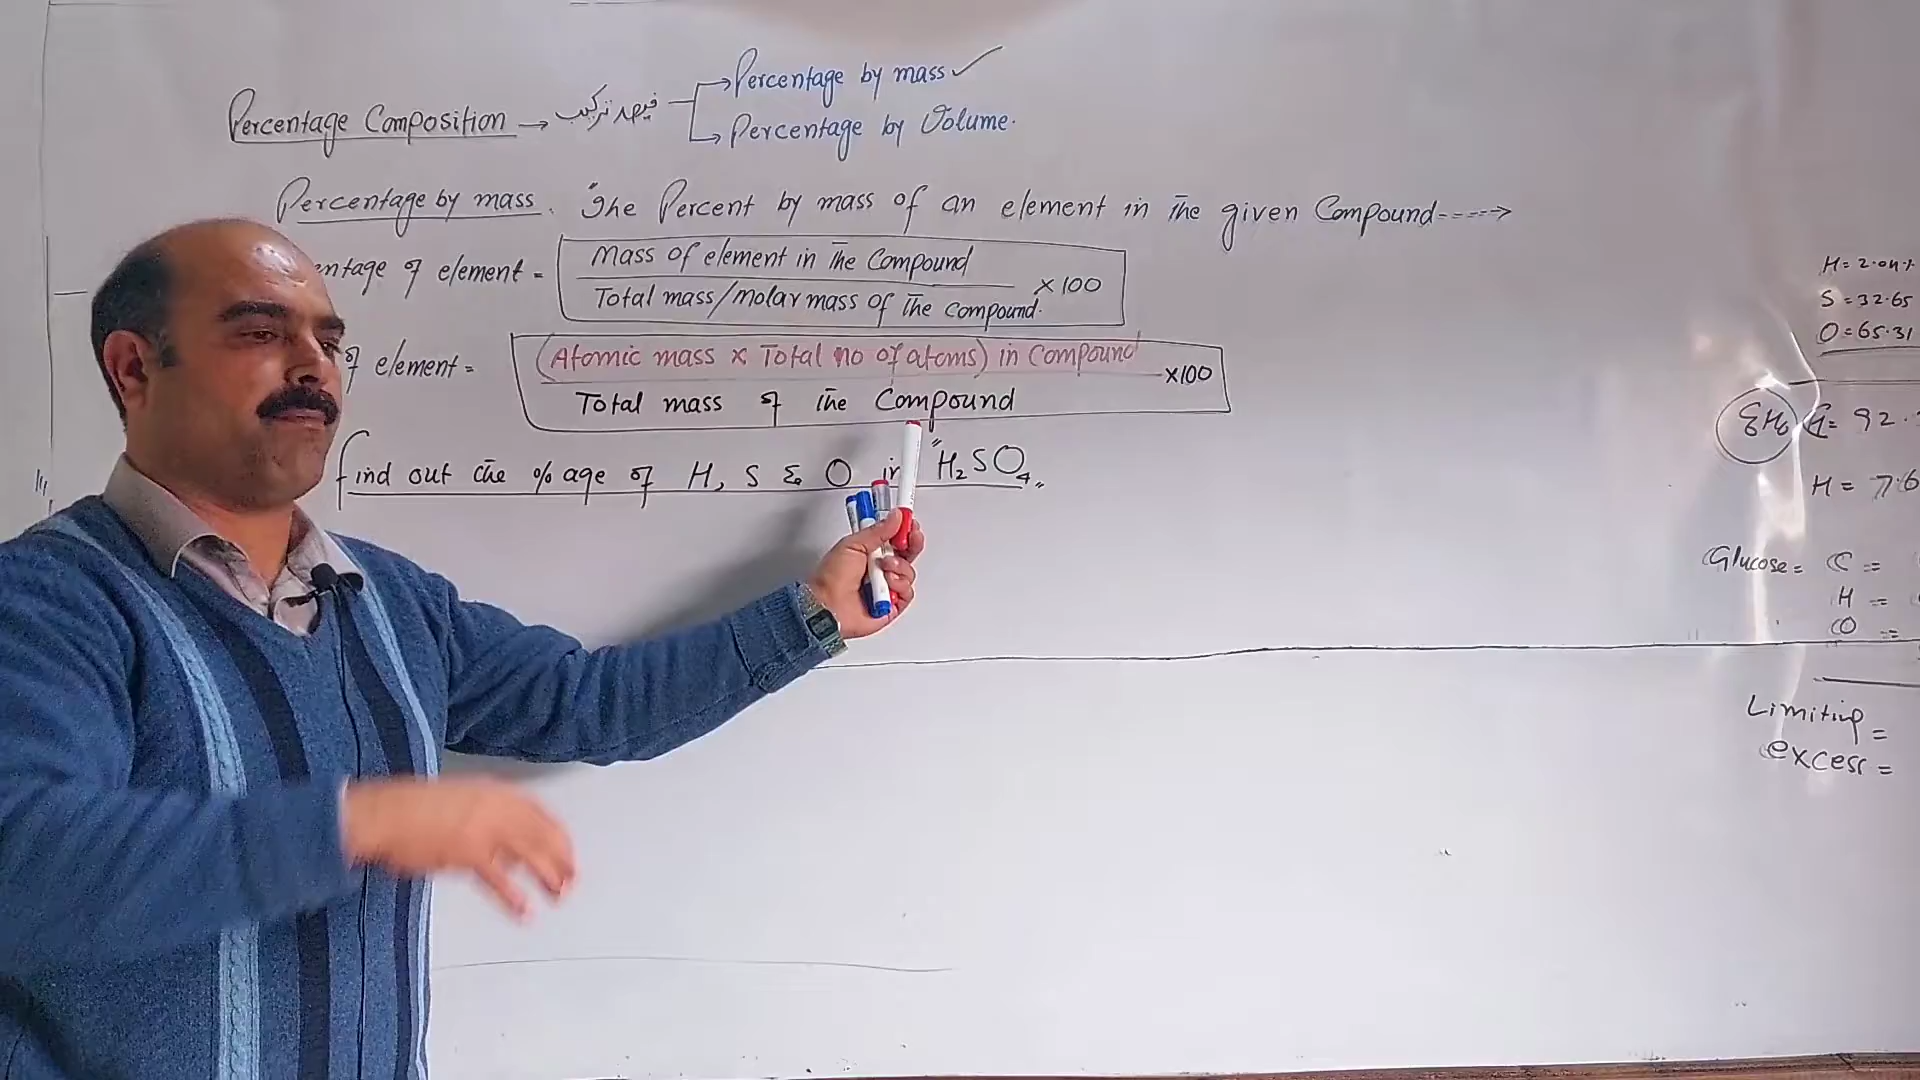 Percentage by mass ✓
Percentage Composition → فیصد ترکیب
Percentage by Volume.
Percentage by mass. The Percent by mass of an element in the given Compound---->
entage of element = Mass of element in the Compound
Total mass/molar mass of the compound. ×100
of element = (Atomic mass x Total no of atoms) in Compound
Total mass of the Compound ×100
find out the %age of H, S & O in "H₂SO₄"
H = 2.04%
S = 32.65
O = 65.31
H = 7.6
Glucose = C =
H =
O =
Limiting =
excess =